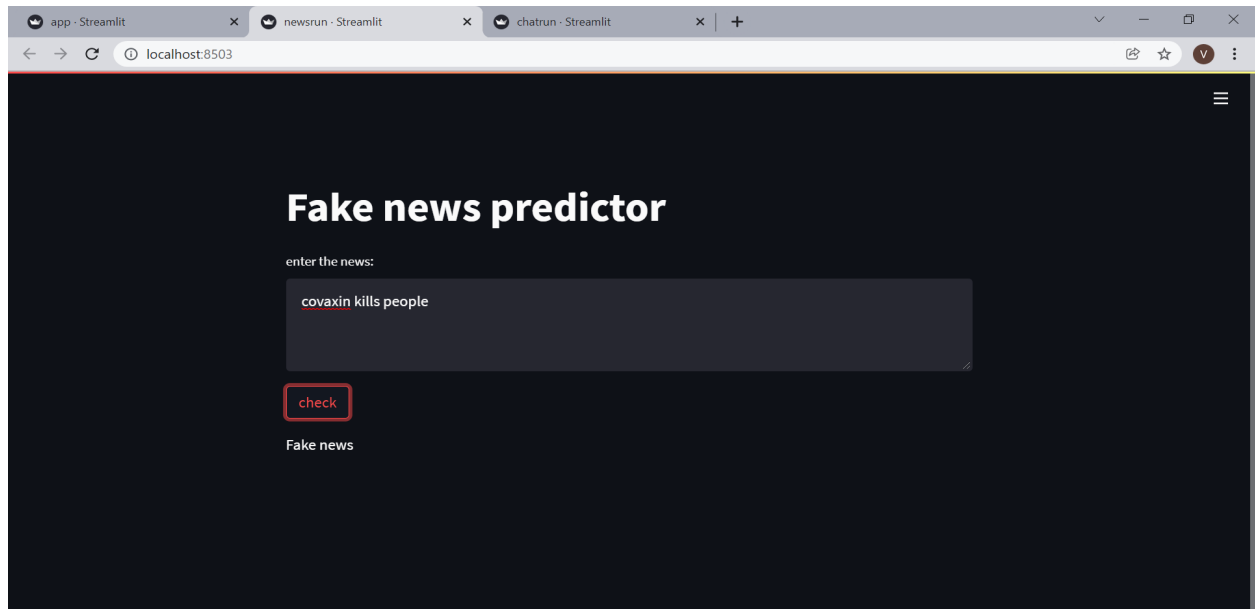 app · Streamlit
newsrun · Streamlit
chatrun · Streamlit
localhost:8503
V
Fake news predictor
enter the news:
covaxin kills people
check
Fake news